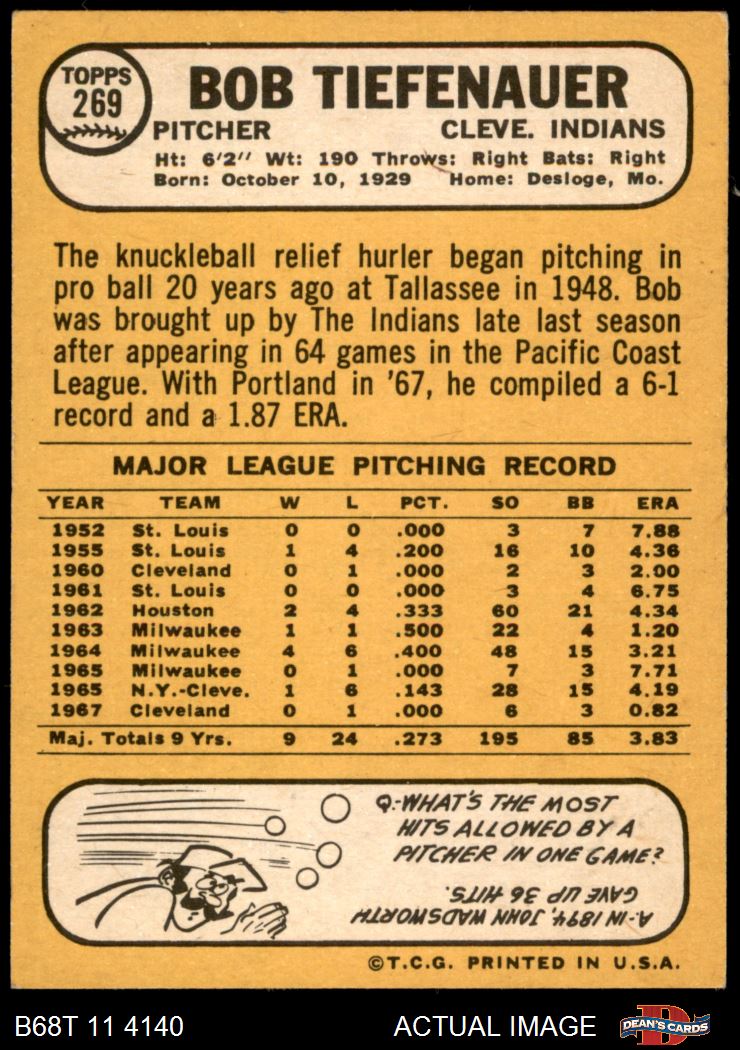 TOPPS
269
BOB TIEFENAUER
PITCHER CLEVE. INDIANS
Ht: 6'2" Wt: 190 Throws: Right Bats: Right
Born: October 10, 1929 Home: Desloge, Mo.
The knuckleball relief hurler began pitching in
pro ball 20 years ago at Tallassee in 1948. Bob
was brought up by The Indians late last season
after appearing in 64 games in the Pacific Coast
League. With Portland in '67, he compiled a 6-1
record and a 1.87 ERA.
MAJOR LEAGUE PITCHING RECORD
YEAR TEAM W L PCT. SO BB ERA
1952 St. Louis 0 0 .000 3 7 7.88
1955 St. Louis 1 4 .200 16 10 4.36
1960 Cleveland 0 1 .000 2 3 2.00
1961 St. Louis 0 0 .000 3 4 6.75
1962 Houston 2 4 .333 60 21 4.34
1963 Milwaukee 1 1 .500 22 4 1.20
1964 Milwaukee 4 6 .400 48 15 3.21
1965 Milwaukee 0 1 .000 7 3 7.71
1965 N.Y.-Cleve. 1 6 .143 28 15 4.19
1967 Cleveland 0 1 .000 6 3 0.82
Maj. Totals 9 Yrs. 9 24 .273 195 85 3.83
Q.-WHAT'S THE MOST
HITS ALLOWED BY A
PITCHER IN ONE GAME?
A-IN 1894, JOHN WADSWORTH
GAVE UP 36 HITS.
©T.C.G. PRINTED IN U.S.A.
B68T 11 4140 ACTUAL IMAGE
D
DEAN'S CARDS